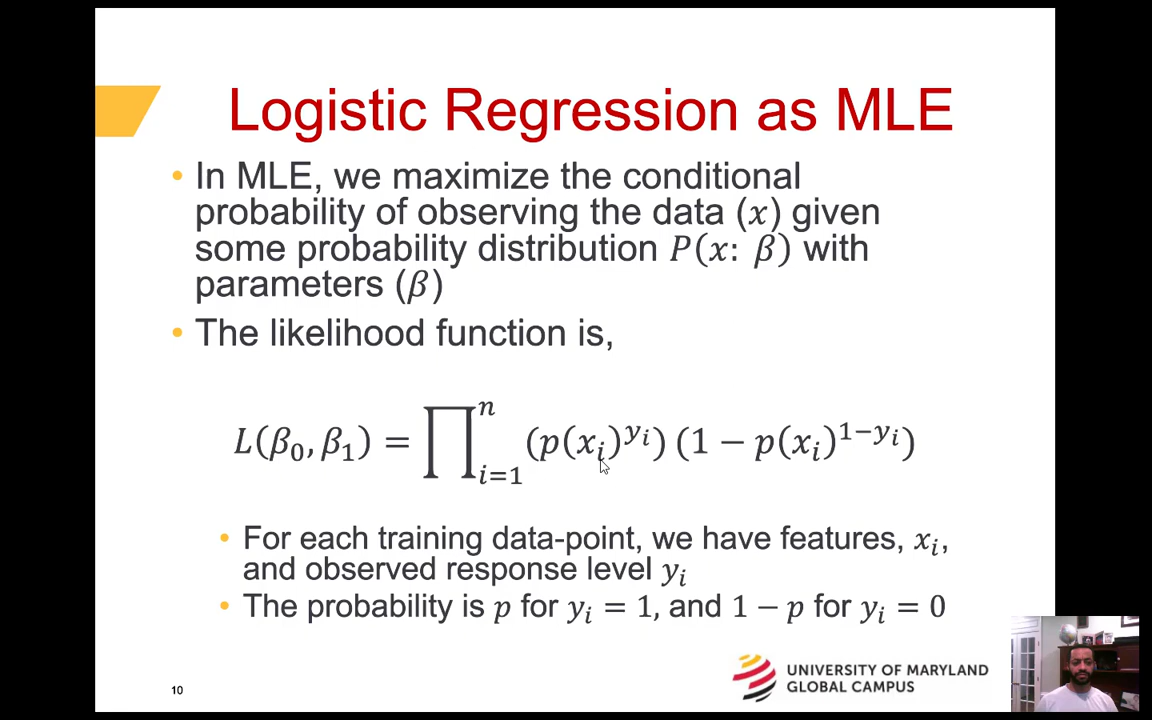 Logistic Regression as MLE
• In MLE, we maximize the conditional
probability of observing the data (x) given
some probability distribution P(x: β) with
parameters (β)
• The likelihood function is,
L(β₀, β₁) = ∏ᵢ₌₁ⁿ (p(xᵢ)^yᵢ) (1 − p(xᵢ)^1−yᵢ)
• For each training data-point, we have features, xᵢ,
and observed response level yᵢ
• The probability is p for yᵢ = 1, and 1 − p for yᵢ = 0
10
UNIVERSITY OF MARYLAND
GLOBAL CAMPUS